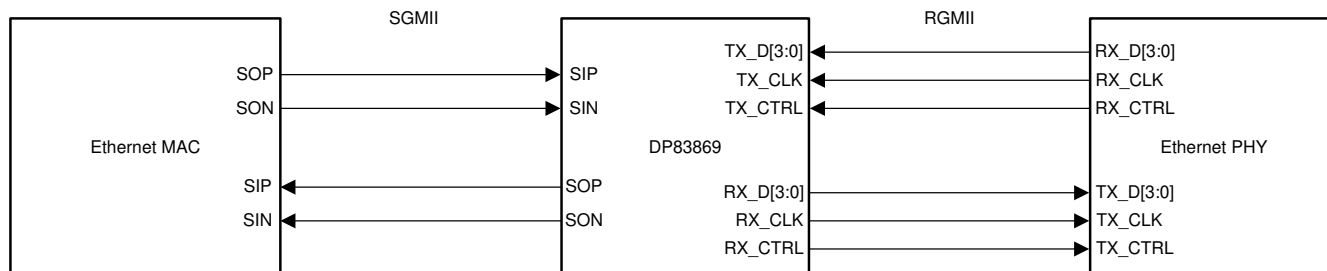 SGMII
RGMII
SOP
SIP
TX_D[3:0]
RX_D[3:0]
TX_CLK
RX_CLK
SON
SIN
TX_CTRL
RX_CTRL
Ethernet MAC
DP83869
Ethernet PHY
SIP
SOP
RX_D[3:0]
TX_D[3:0]
SIN
SON
RX_CLK
TX_CLK
RX_CTRL
TX_CTRL